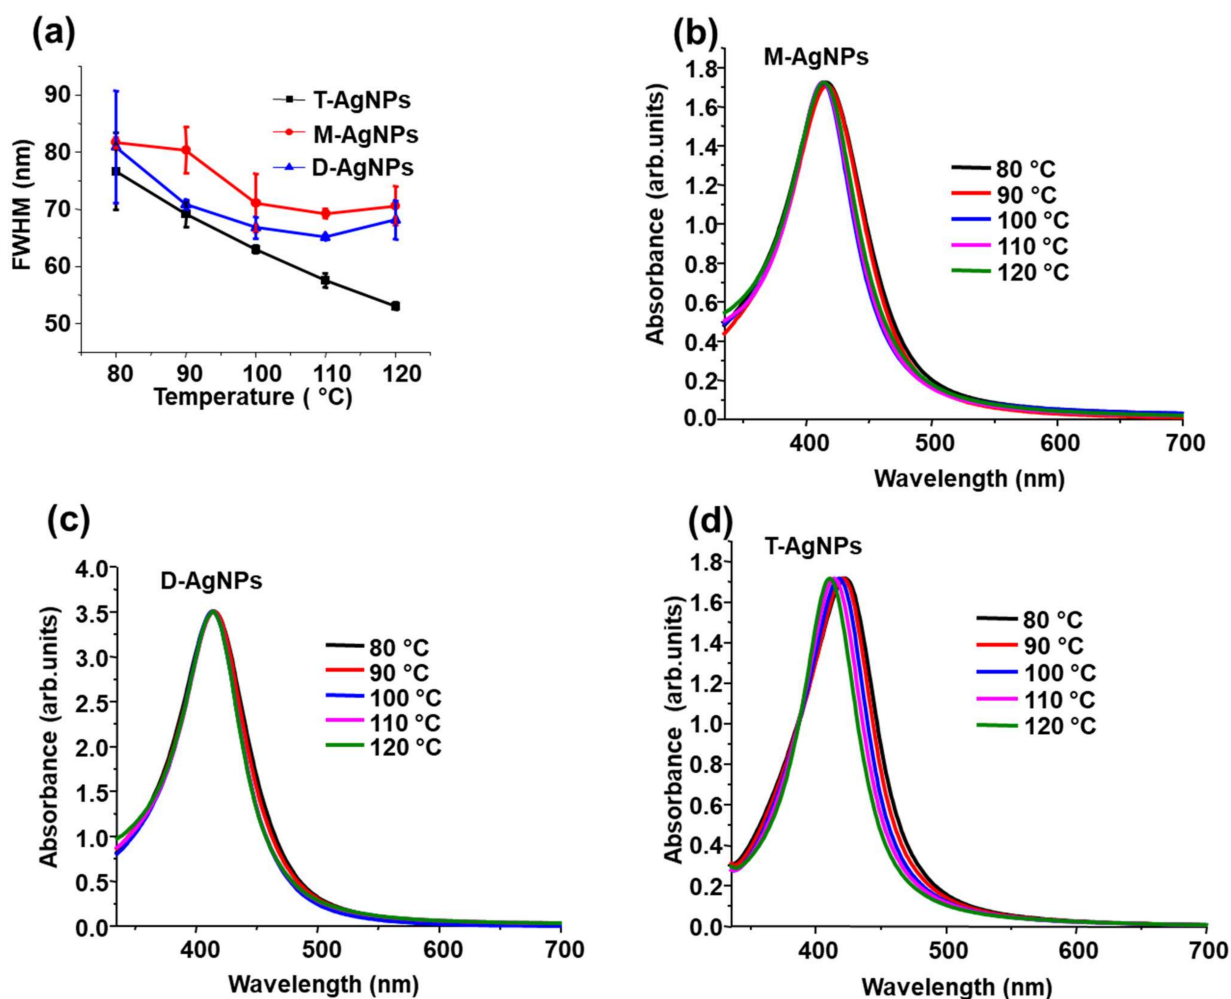 (a)
90
80
70
60
50
FWHM (nm)
T-AgNPs
M-AgNPs
D-AgNPs
80 90 100 110 120
Temperature ( °C)
(b)
M-AgNPs
1.8
1.6
1.4
1.2
1.0
0.8
0.6
0.4
0.2
0.0
Absorbance (arb.units)
80 °C
90 °C
100 °C
110 °C
120 °C
400 500 600 700
Wavelength (nm)
(c)
D-AgNPs
4.0
3.5
3.0
2.5
2.0
1.5
1.0
0.5
0.0
Absorbance (arb.units)
80 °C
90 °C
100 °C
110 °C
120 °C
400 500 600 700
Wavelength (nm)
(d)
T-AgNPs
1.8
1.6
1.4
1.2
1.0
0.8
0.6
0.4
0.2
0.0
Absorbance (arb.units)
80 °C
90 °C
100 °C
110 °C
120 °C
400 500 600 700
Wavelength (nm)